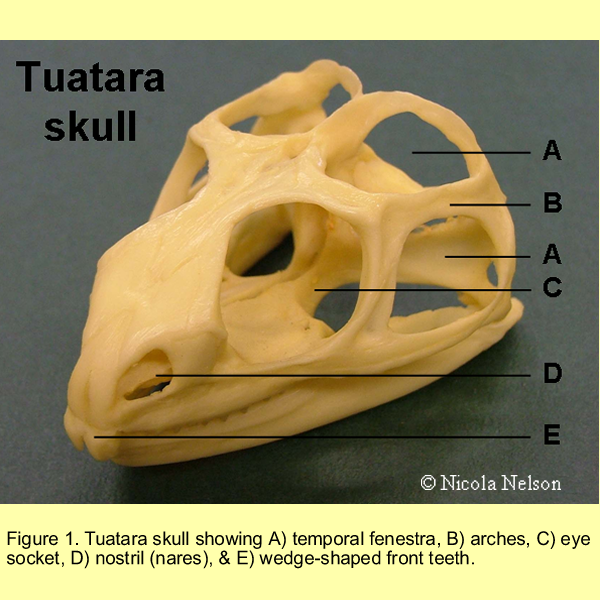 Tuatara
skull
A
B
A
C
D
E
© Nicola Nelson
Figure 1. Tuatara skull showing A) temporal fenestra, B) arches, C) eye
socket, D) nostril (nares), & E) wedge-shaped front teeth.